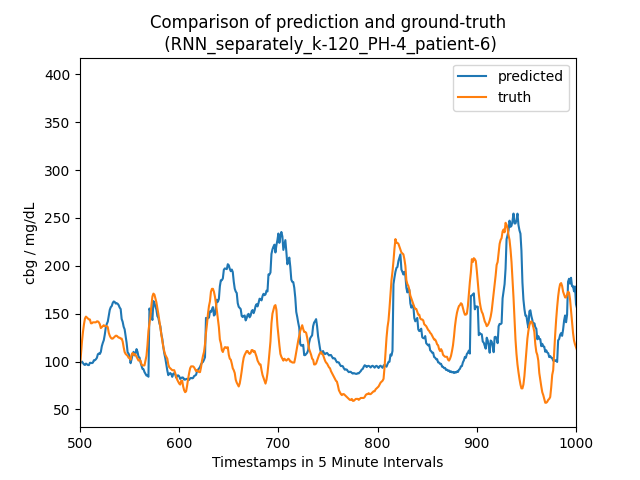 Comparison of prediction and ground-truth
(RNN_separately_k-120_PH-4_patient-6)
predicted
truth
cbg / mg/dL
400
350
300
250
200
150
100
50
500
600
700
800
900
1000
Timestamps in 5 Minute Intervals